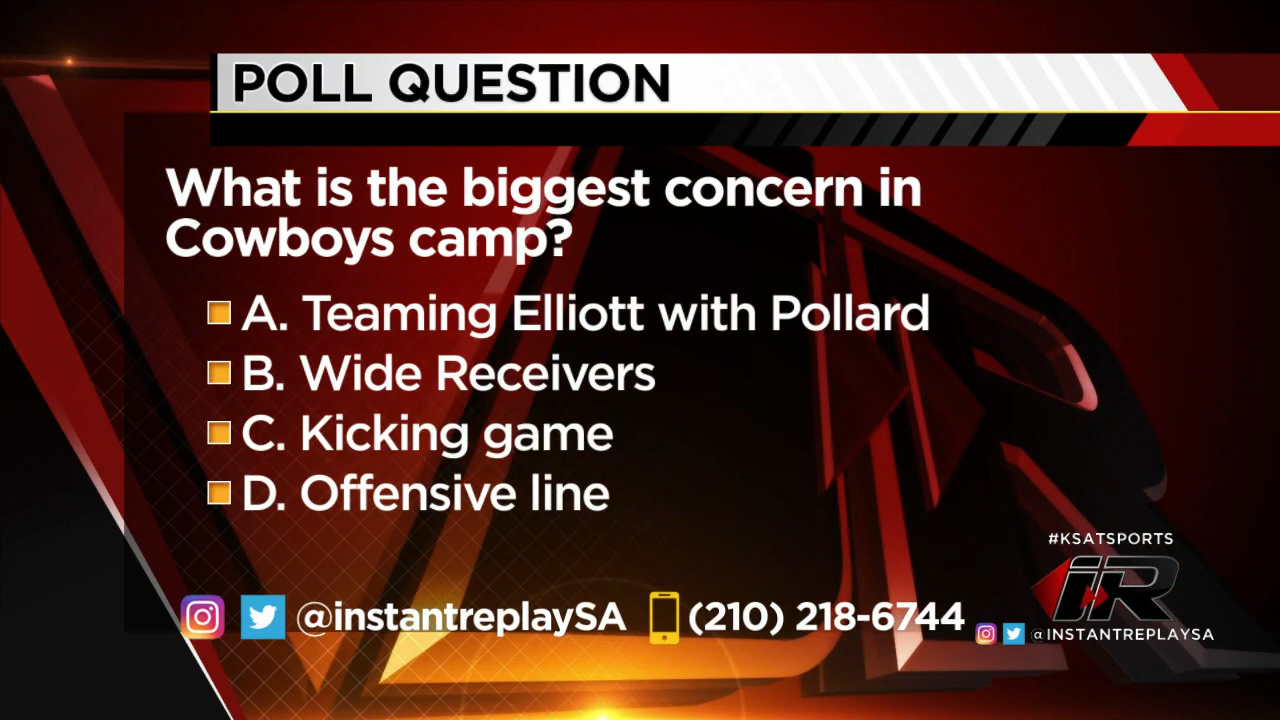 POLL QUESTION
What is the biggest concern in
Cowboys camp?
A. Teaming Elliott with Pollard
B. Wide Receivers
C. Kicking game
D. Offensive line
@instantreplaySA (210) 218-6744
#KSATSPORTS
iR
@INSTANTREPLAYSA